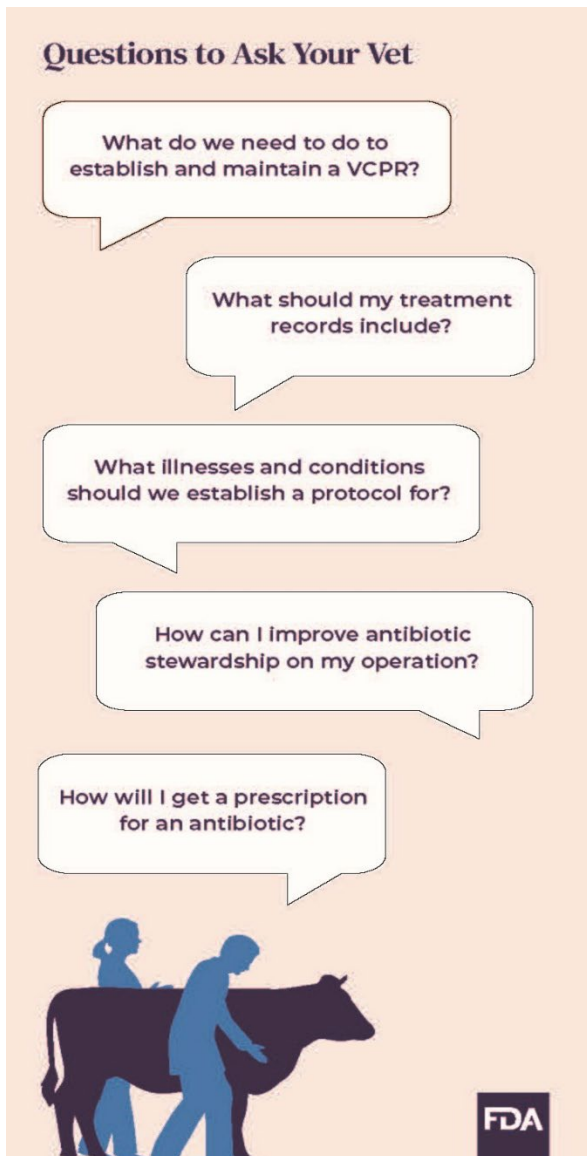 Questions to Ask Your Vet
What do we need to do to
establish and maintain a VCPR?
What should my treatment
records include?
What illnesses and conditions
should we establish a protocol for?
How can I improve antibiotic
stewardship on my operation?
How will I get a prescription
for an antibiotic?
FDA